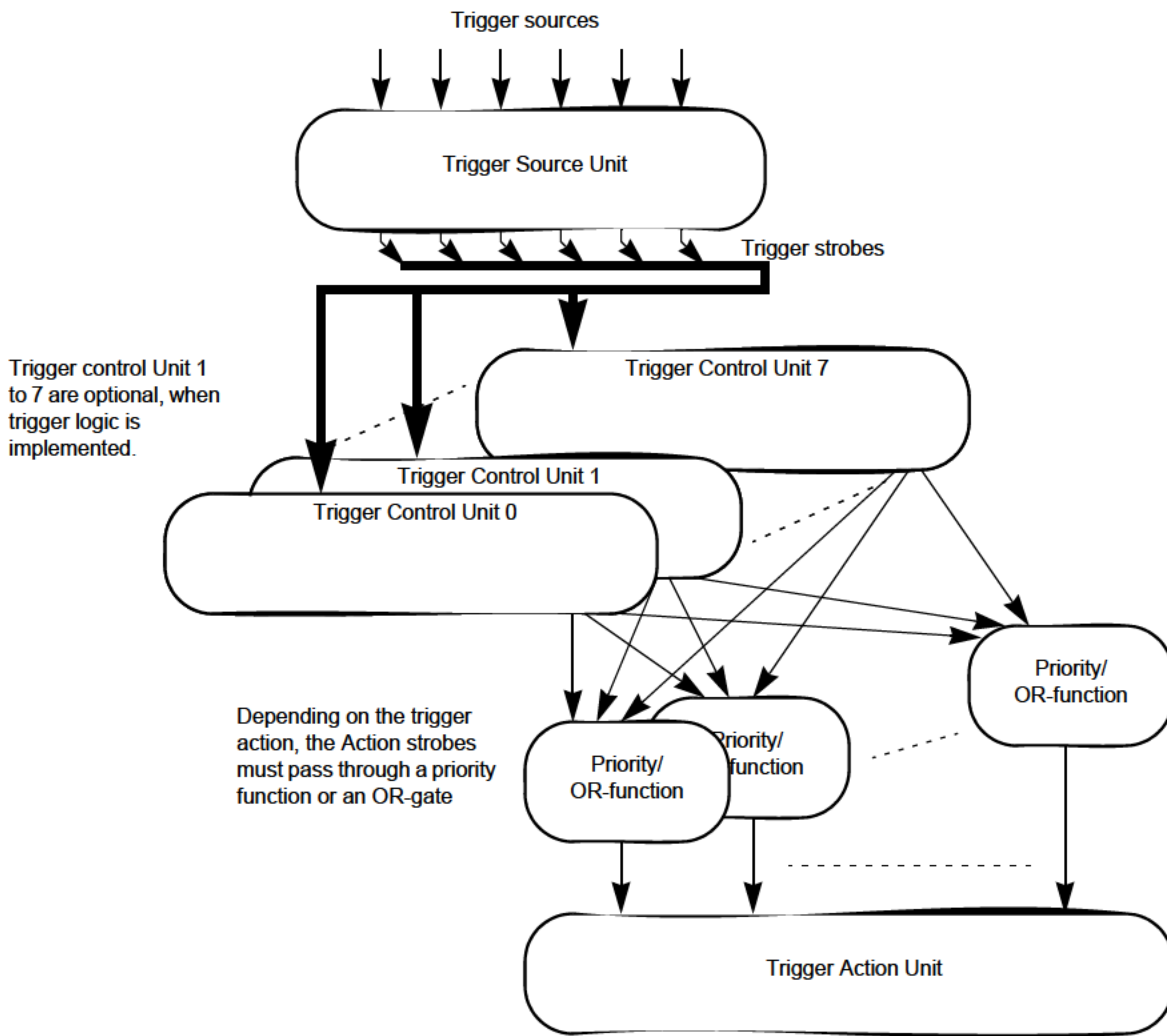 Trigger sources
Trigger Source Unit
Trigger strobes
Trigger control Unit 1
to 7 are optional, when
trigger logic is
implemented.
Trigger Control Unit 7
Trigger Control Unit 1
Trigger Control Unit 0
Priority/
OR-function
Depending on the trigger
action, the Action strobes
must pass through a priority
function or an OR-gate
Priority/
OR-function
riority/
function
Trigger Action Unit